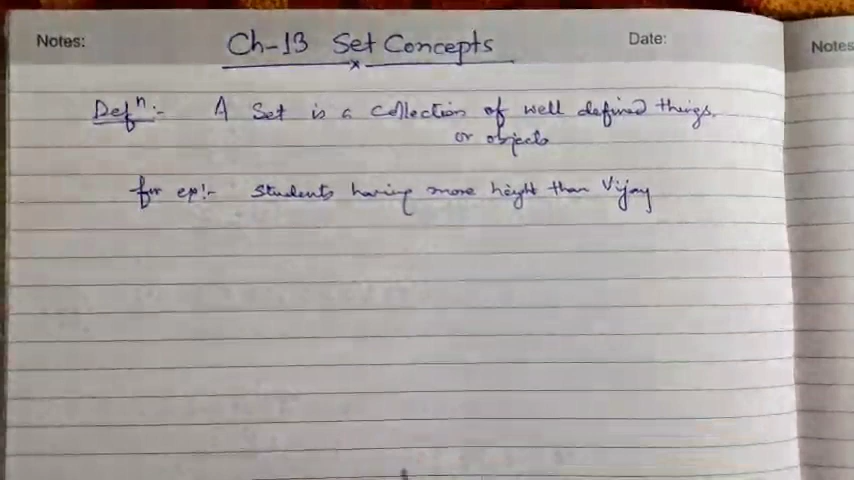 Notes:
Ch-13 Set Concepts
Date:
Notes
Defⁿ:- A Set is a collection of well defined things.
or objects
for ex:- Students having more height than Vijay